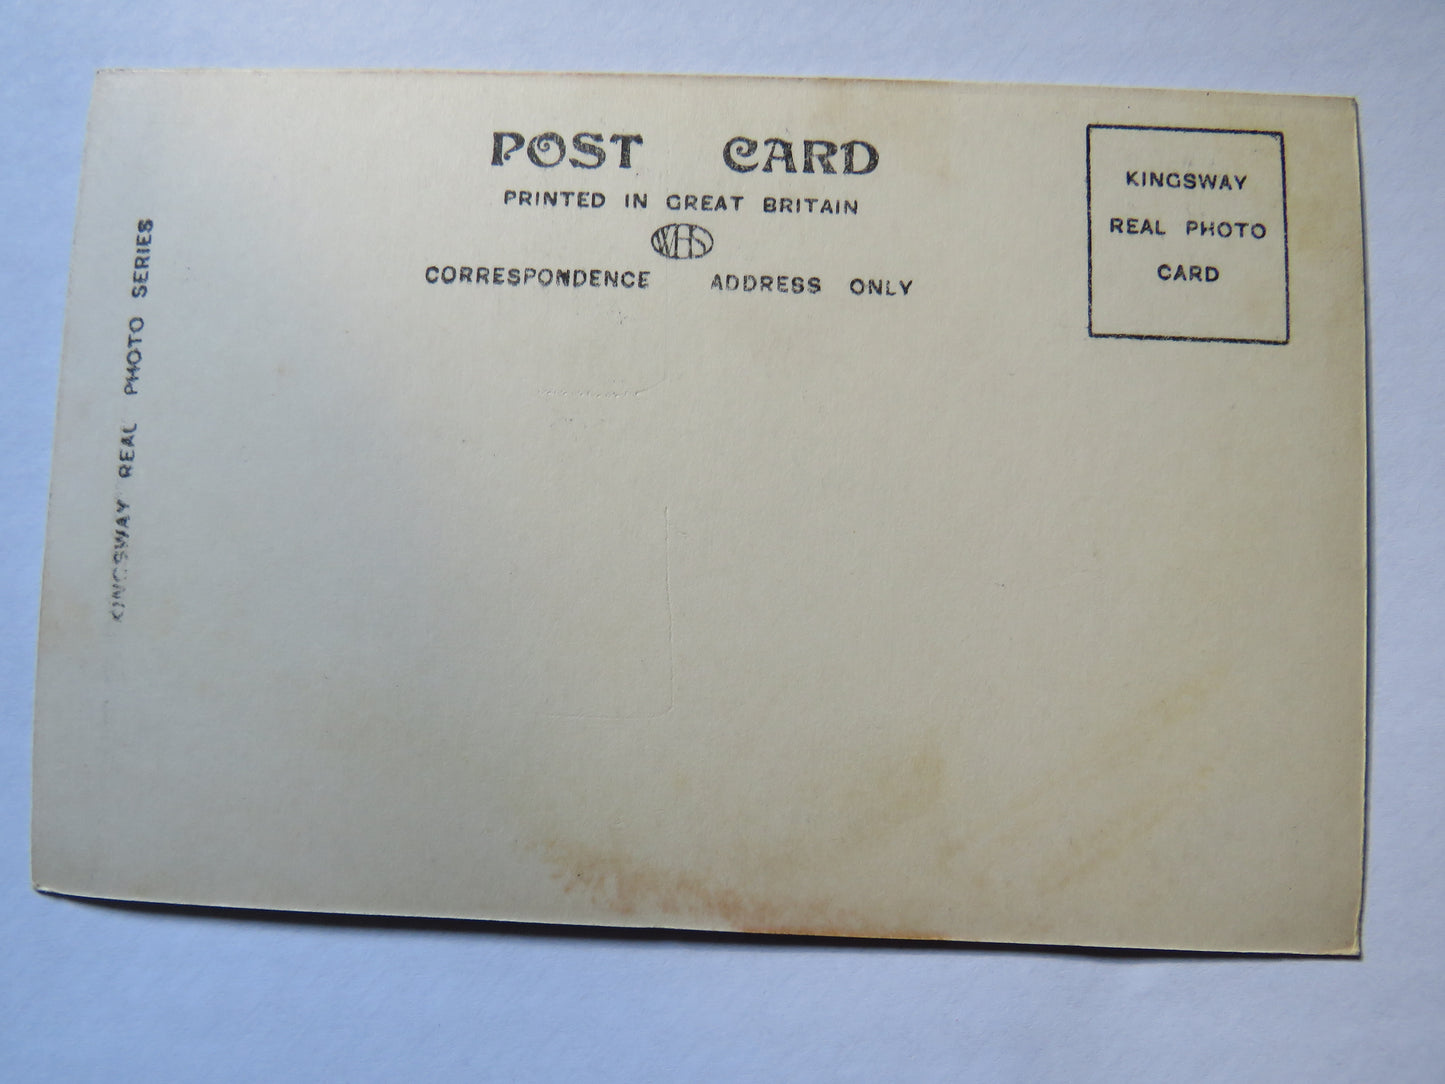 POST CARD
PRINTED IN GREAT BRITAIN
WHS
CORRESPONDENCE ADDRESS ONLY
KINGSWAY
REAL PHOTO
CARD
KINGSWAY REAL PHOTO SERIES